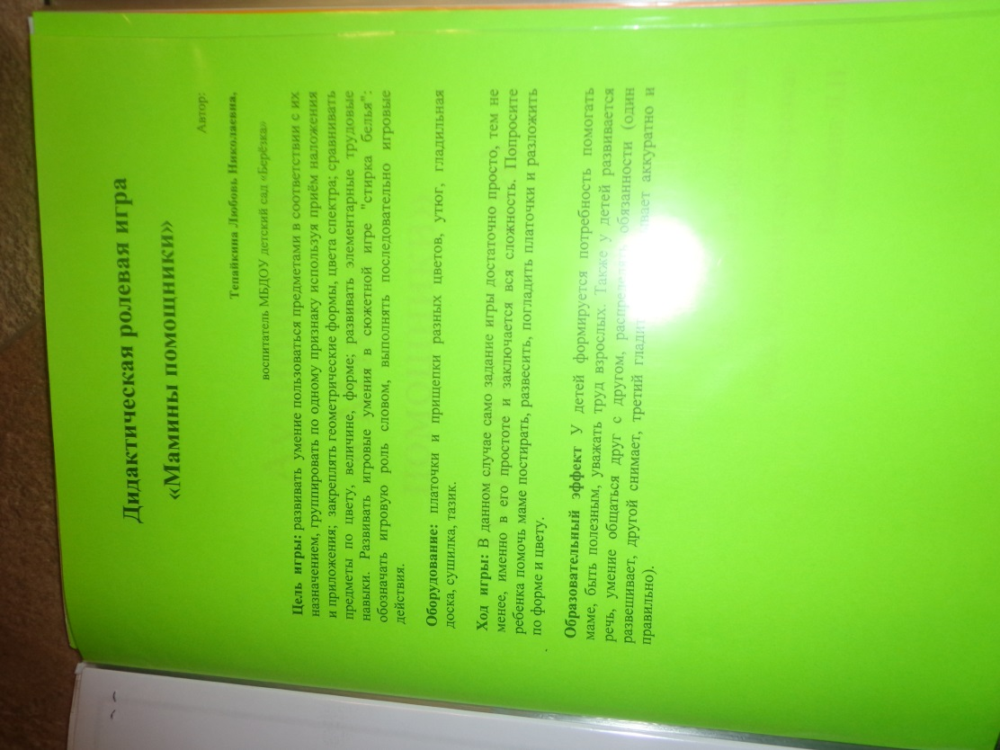 Дидактическая ролевая игра
«Мамины помощники»
Автор:
Тепайкина Любовь Николаевна,
воспитатель МБДОУ детский сад «Берёзка»
Цель игры: развивать умение пользоваться предметами в соответствии с их
назначением, группировать по одному признаку используя приём наложения
и приложения; закреплять геометрические формы, цвета спектра; сравнивать
предметы по цвету, величине, форме; развивать элементарные трудовые
навыки. Развивать игровые умения в сюжетной игре "стирка белья":
обозначать игровую роль словом, выполнять последовательно игровые
действия.
Оборудование: платочки и прищепки разных цветов, утюг, гладильная
доска, сушилка, тазик.
Ход игры: В данном случае само задание игры достаточно просто, тем не
менее, именно в его простоте и заключается вся сложность. Попросите
ребенка помочь маме постирать, развесить, погладить платочки и разложить
по форме и цвету.
Образовательный эффект У детей формируется потребность помогать
маме, быть полезным, уважать труд взрослых. Также у детей развивается
речь, умение общаться друг с другом, распределять обязанности (один
развешивает, другой снимает, третий аккуратно и
правильно).